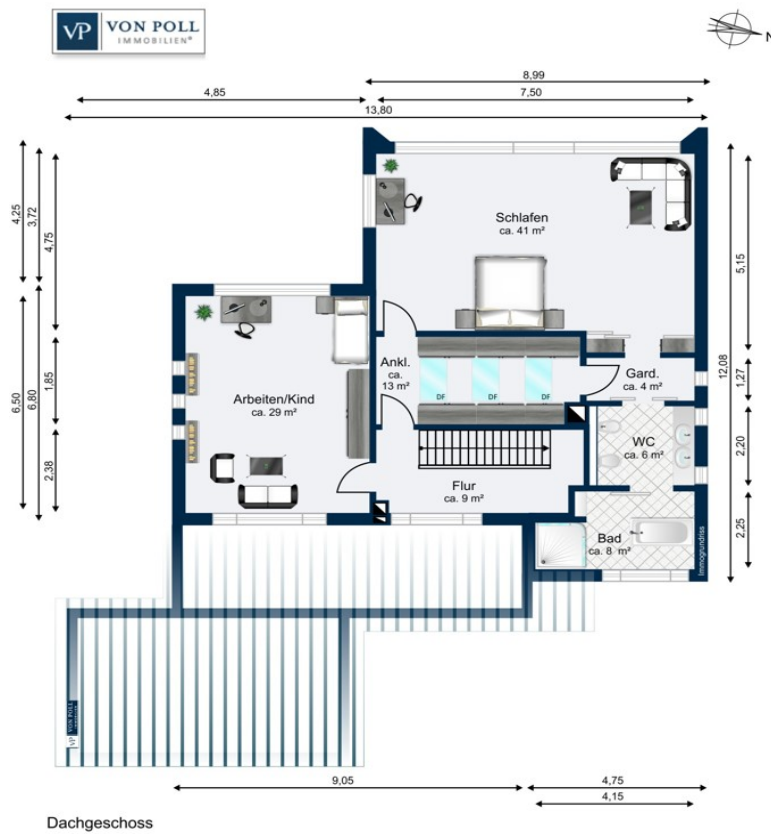 VP VON POLL
IMMOBILIEN®
N
8,99
4,85
7,50
13,80
4,25
3,72
4,75
6,50
6,80
1,85
2,38
Schlafen
ca. 41 m²
5,15
12,08
1,27
2,20
2,25
Ankl.
ca.
13 m²
DF
DF
DF
Gard.
ca. 4 m²
Arbeiten/Kind
ca. 29 m²
WC
ca. 6 m²
Flur
ca. 9 m²
Bad
ca. 8 m²
Immogrundriss
VP VON POLL
9,05
4,75
4,15
Dachgeschoss